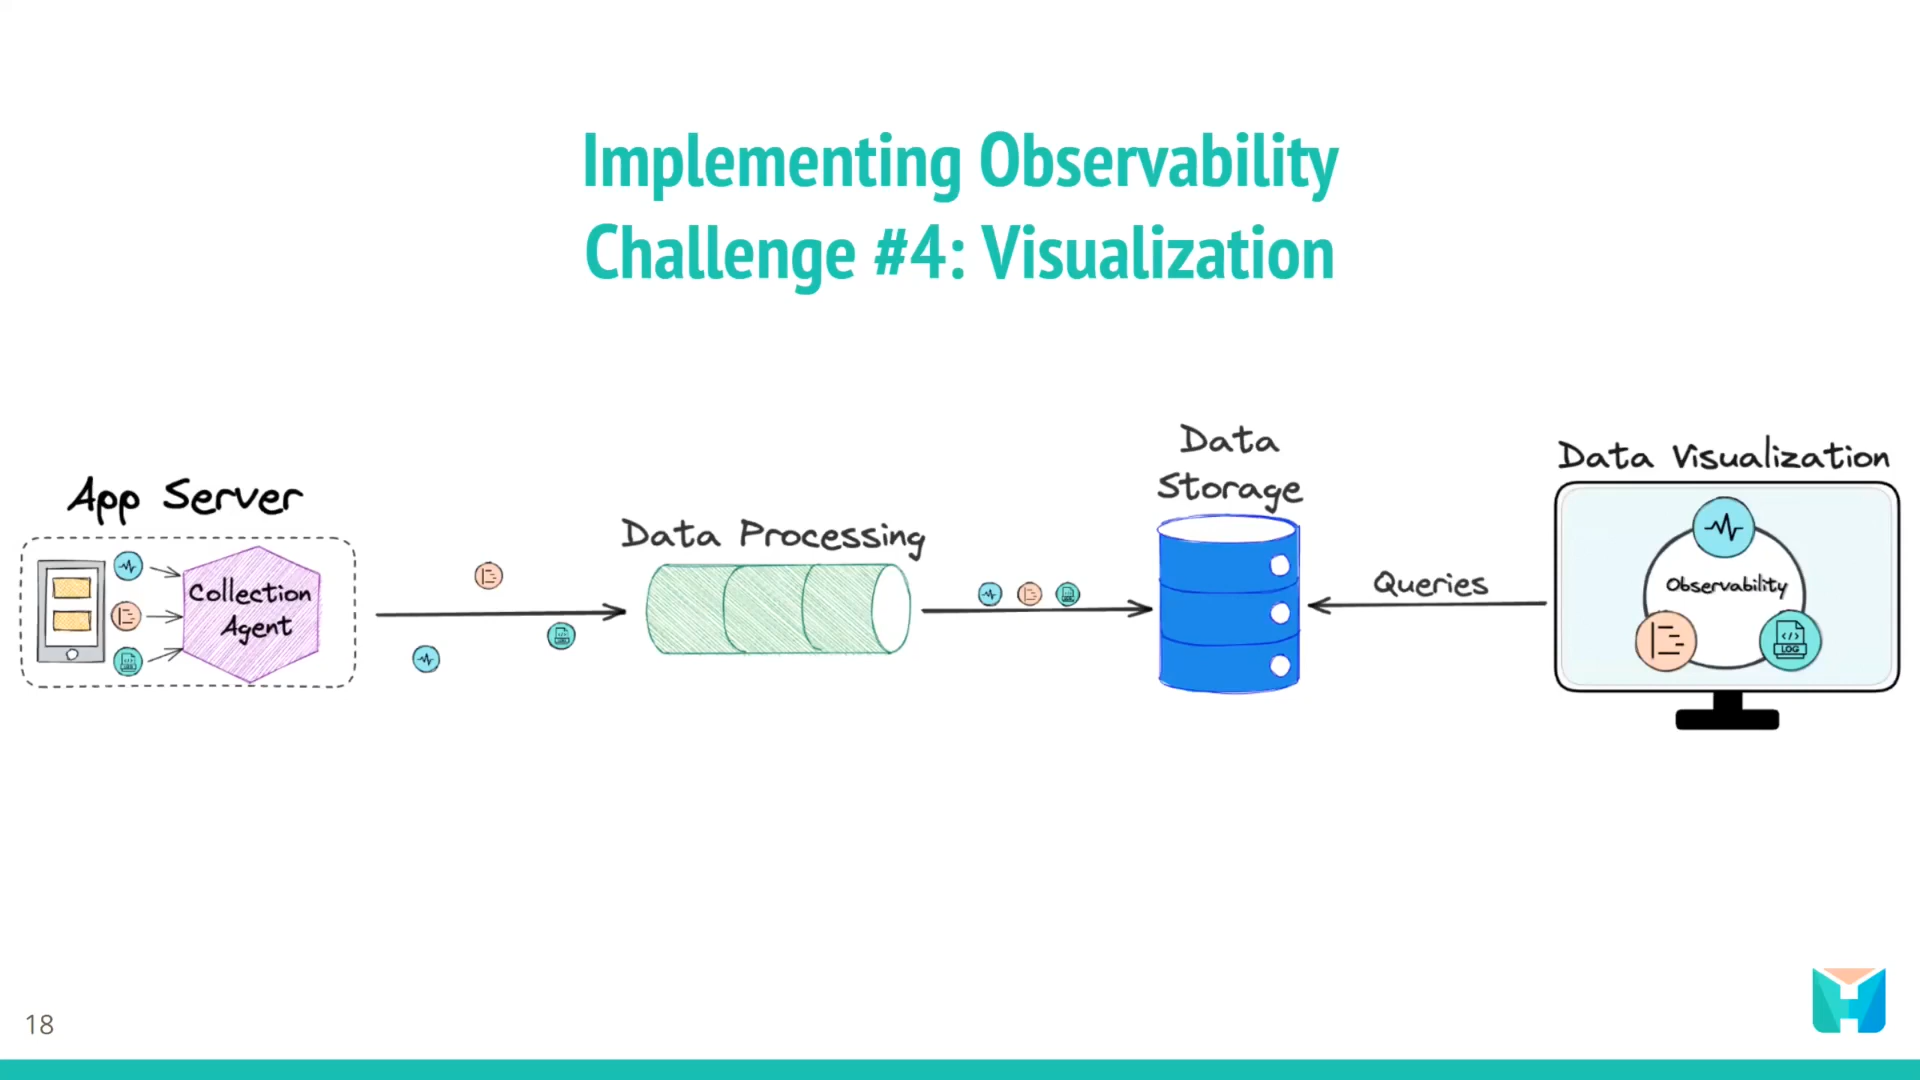 Implementing Observability
Challenge #4: Visualization
App Server
Collection
Agent
Data Processing
Data
Storage
Queries
Data Visualization
Observability
LOG
18